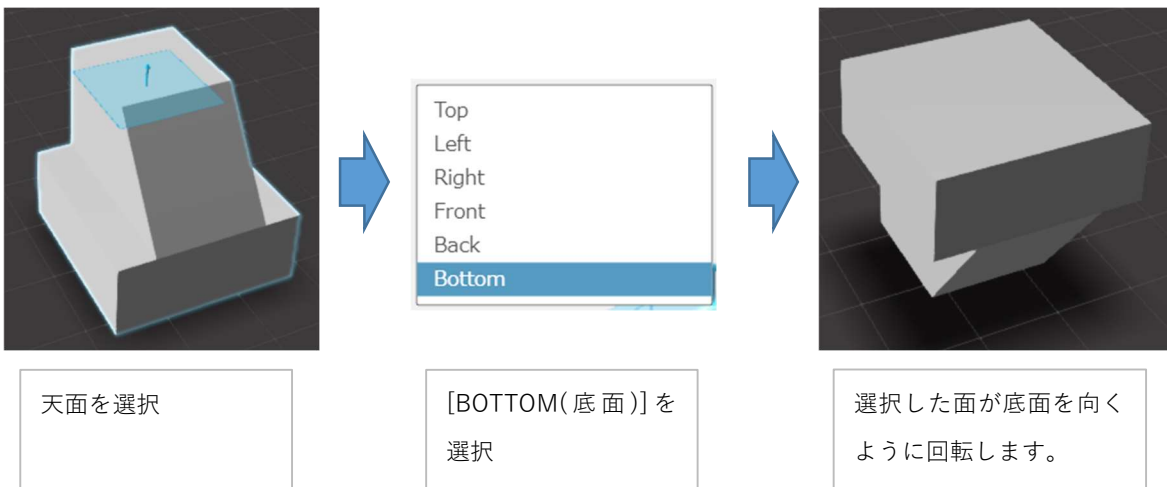 Top
Left
Right
Front
Back
Bottom
天面を選択
[BOTTOM(底面)]を
選択
選択した面が底面を向く
ように回転します。